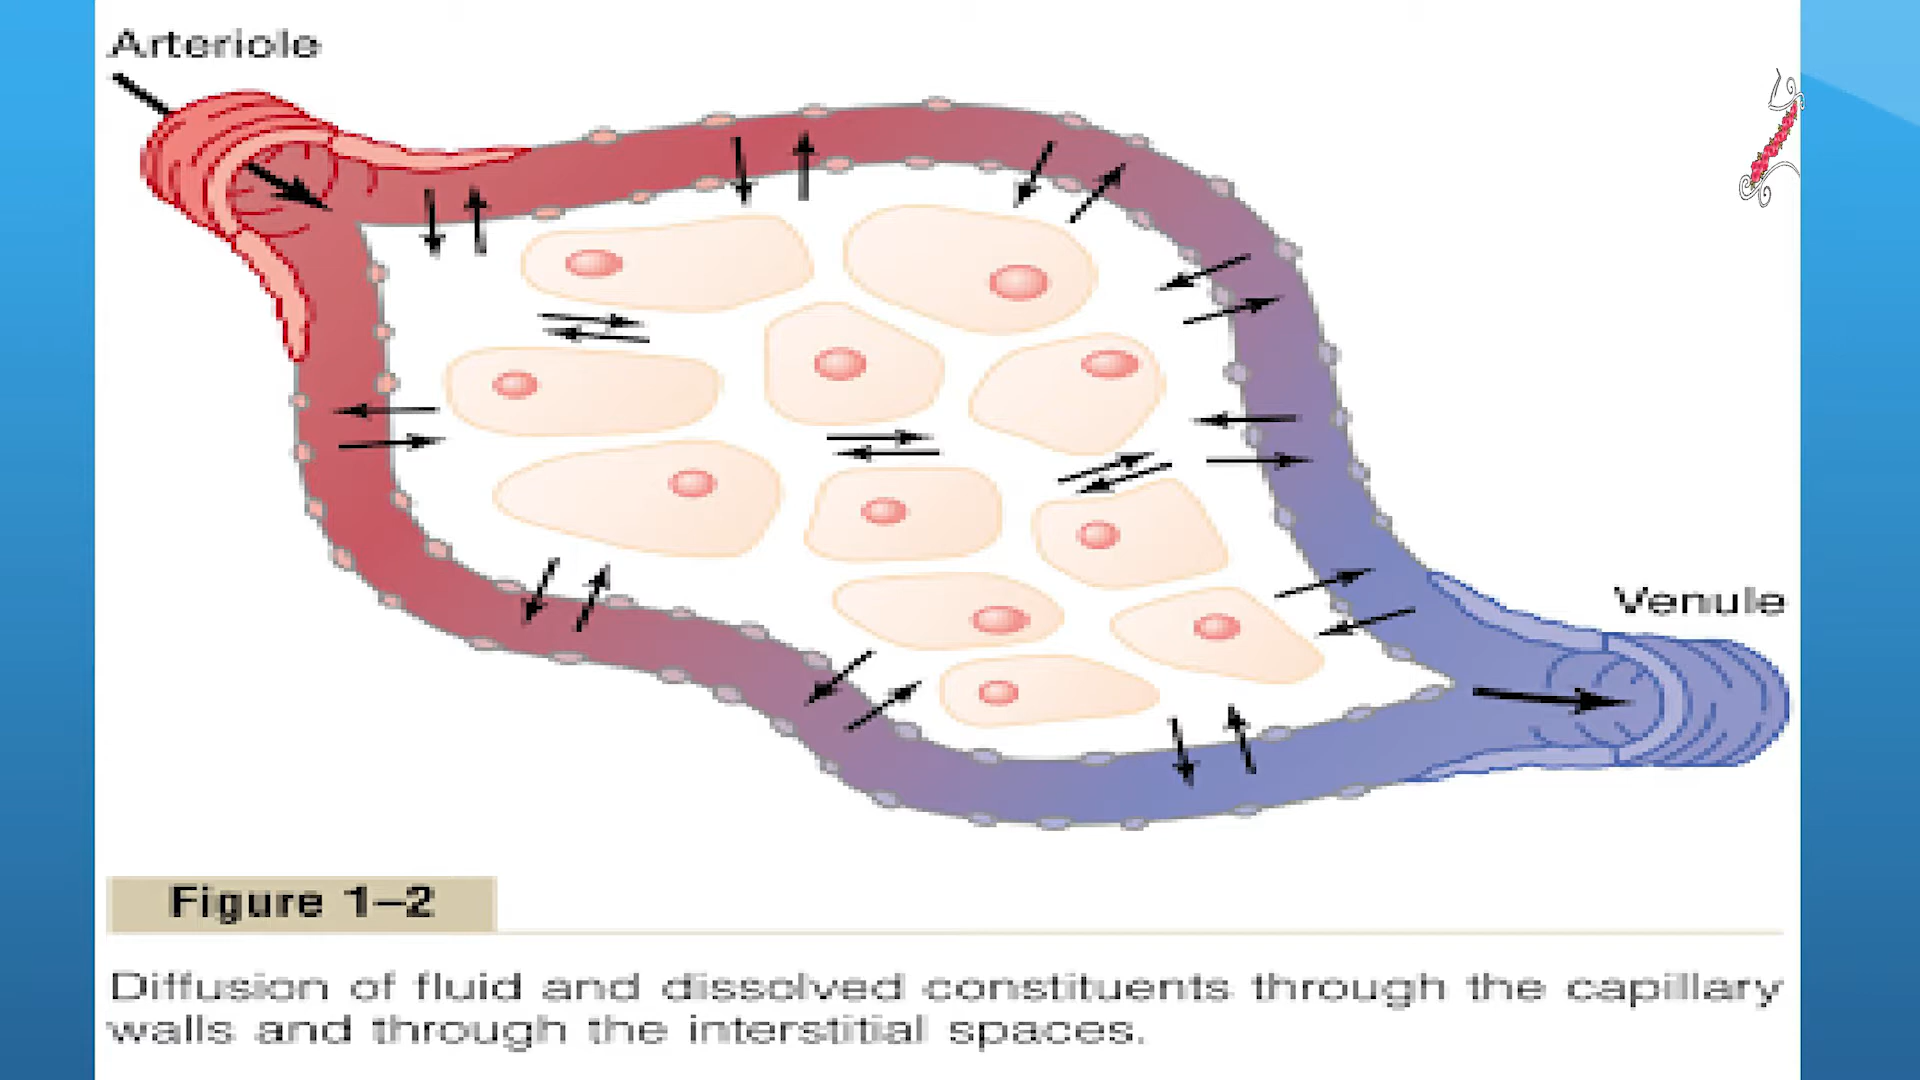 Arteriole
Venule
Figure 1–2
Diffusion of fluid and dissolved constituents through the capillary
walls and through the interstitial spaces.